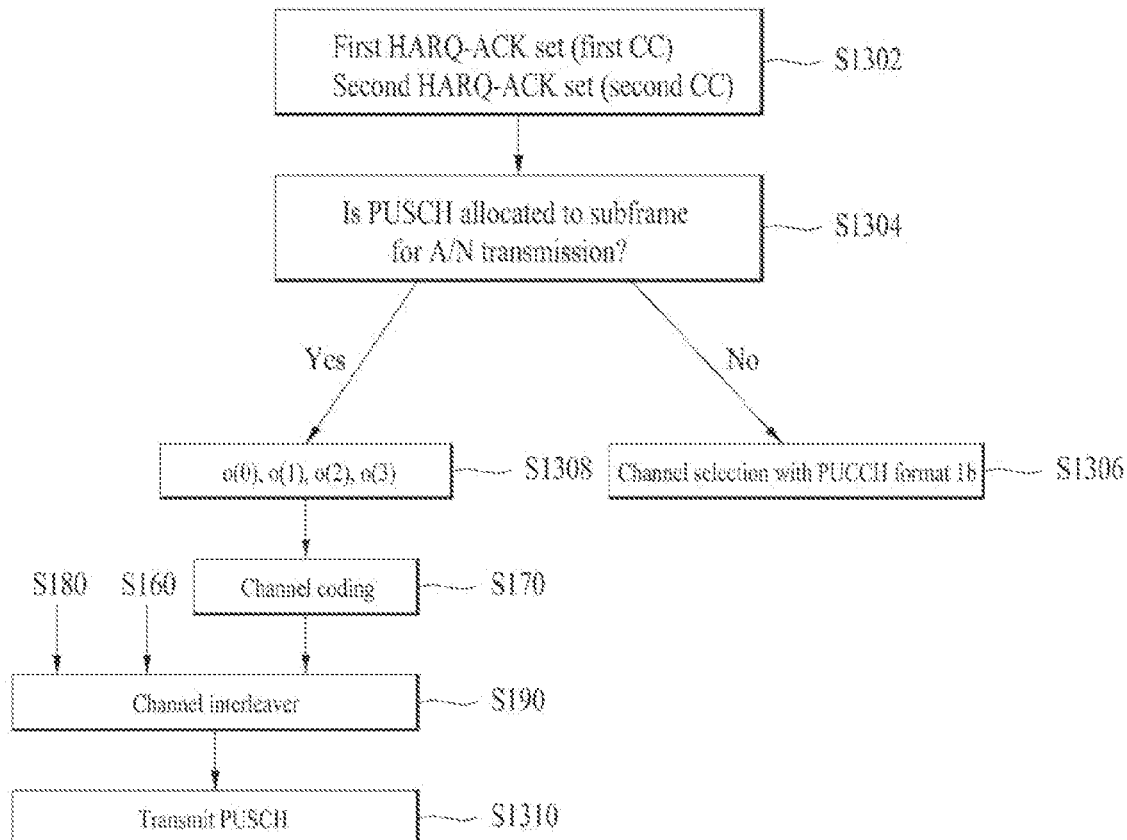 First HARQ-ACK set (first CC)
Second HARQ-ACK set (second CC)
S1302
Is PUSCH allocated to subframe
for A/N transmission?
S1304
Yes
No
o(0), o(1), o(2), o(3)
S1308
Channel selection with PUCCH format 1b
S1306
S180
S160
Channel coding
S170
Channel interleaver
S190
Transmit PUSCH
S1310